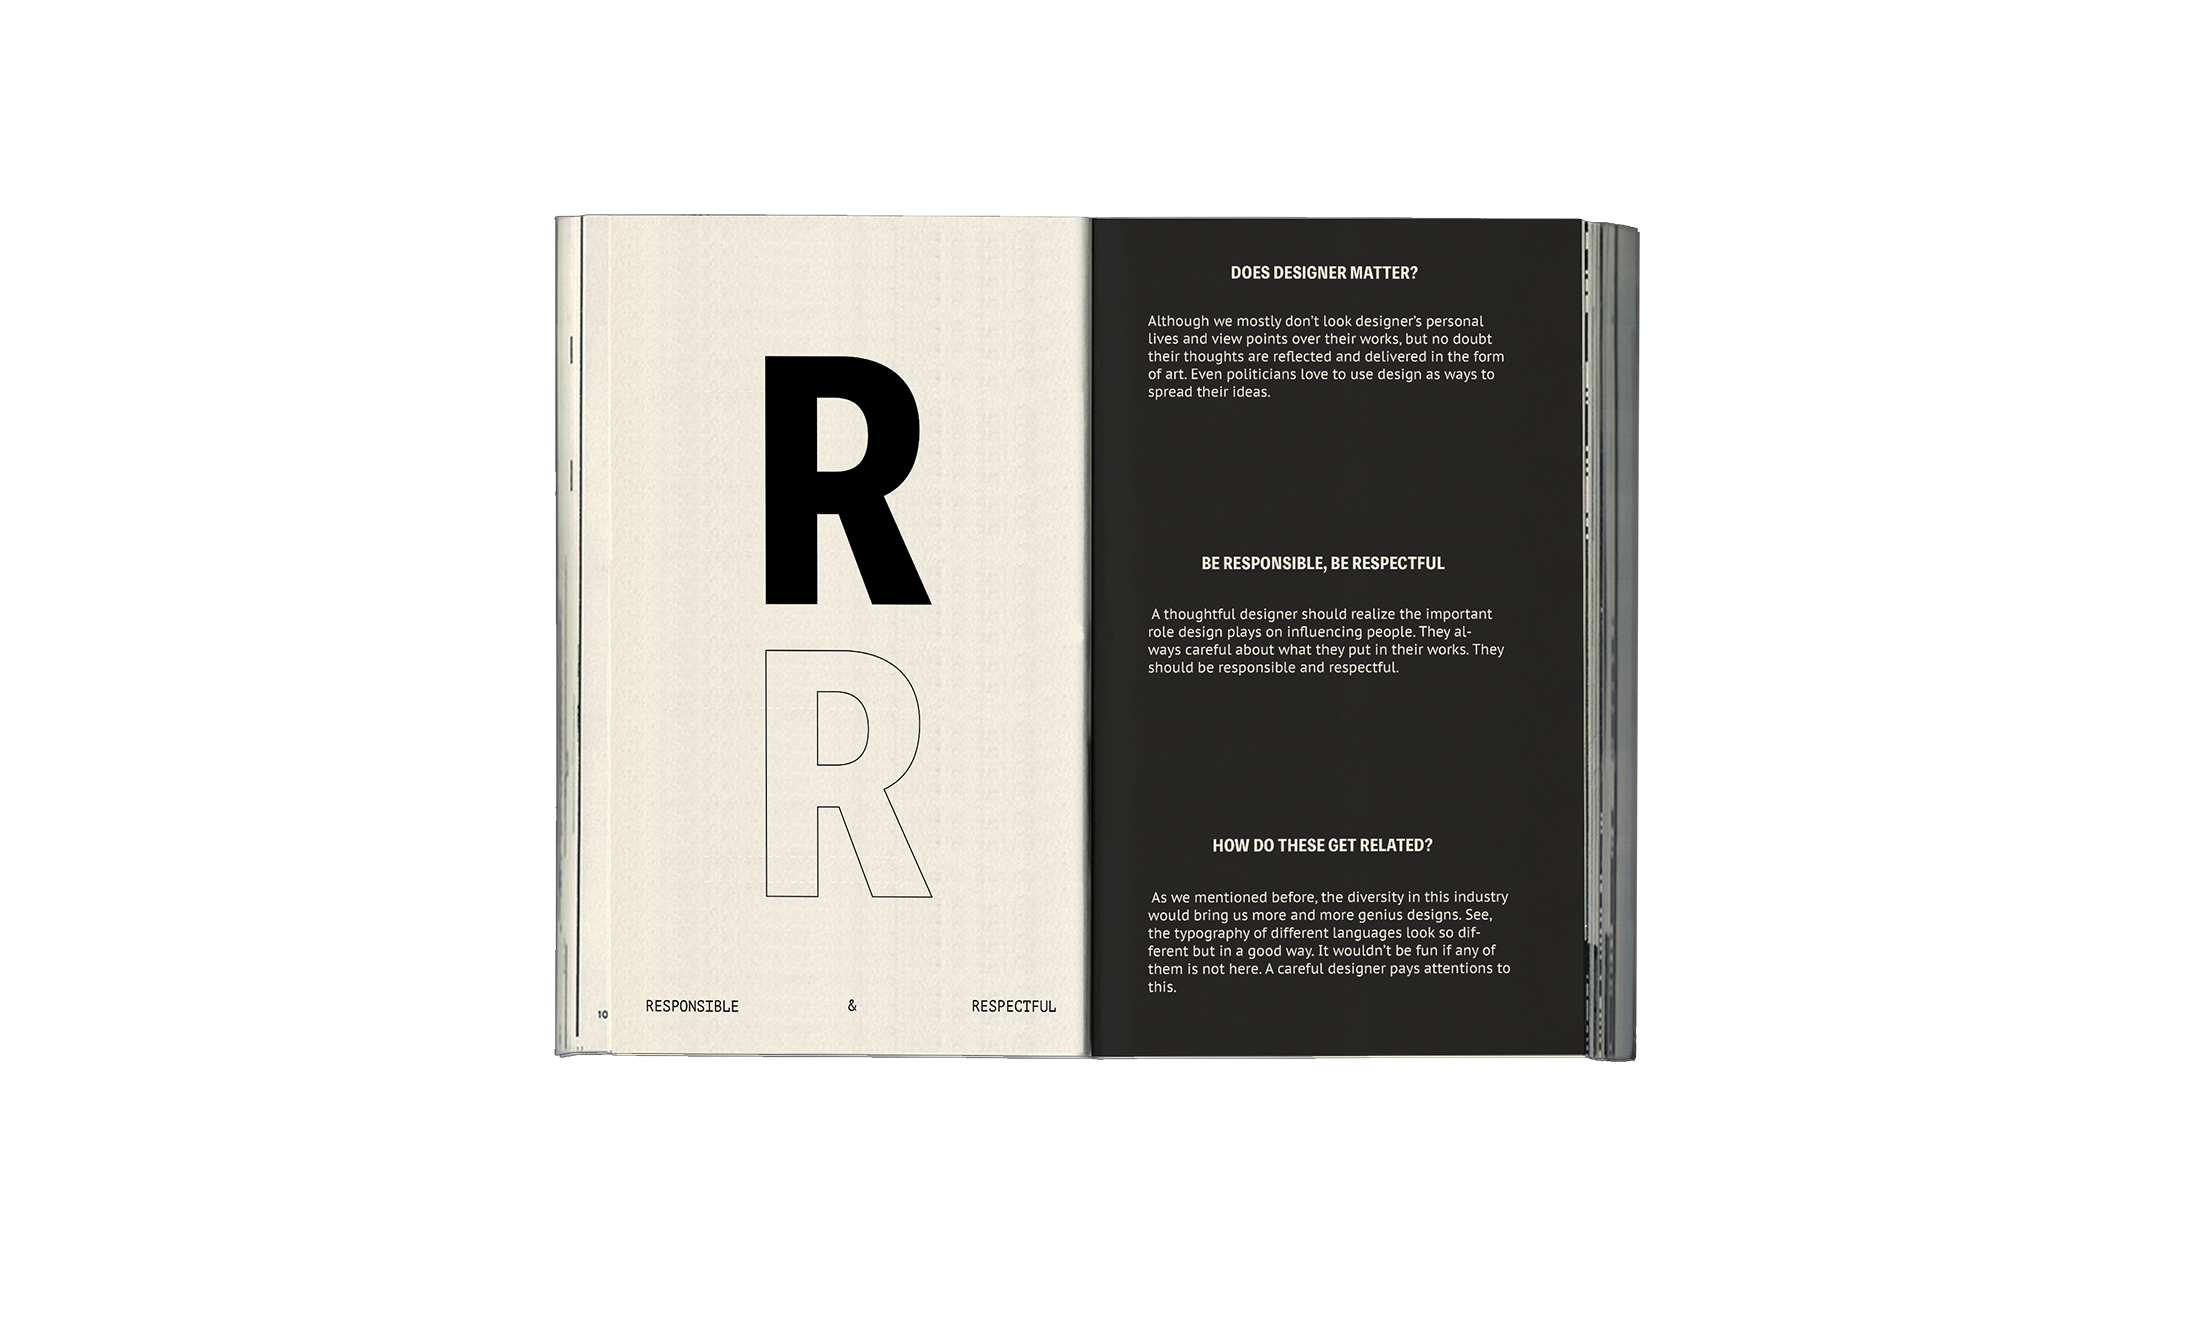 R
R
RESPONSIBLE & RESPECTFUL
10
DOES DESIGNER MATTER?
Although we mostly don’t look designer’s personal
lives and view points over their works, but no doubt
their thoughts are reflected and delivered in the form
of art. Even politicians love to use design as ways to
spread their ideas.
BE RESPONSIBLE, BE RESPECTFUL
A thoughtful designer should realize the important
role design plays on influencing people. They al-
ways careful about what they put in their works. They
should be responsible and respectful.
HOW DO THESE GET RELATED?
As we mentioned before, the diversity in this industry
would bring us more and more genius designs. See,
the typography of different languages look so dif-
ferent but in a good way. It wouldn’t be fun if any of
them is not here. A careful designer pays attentions to
this.